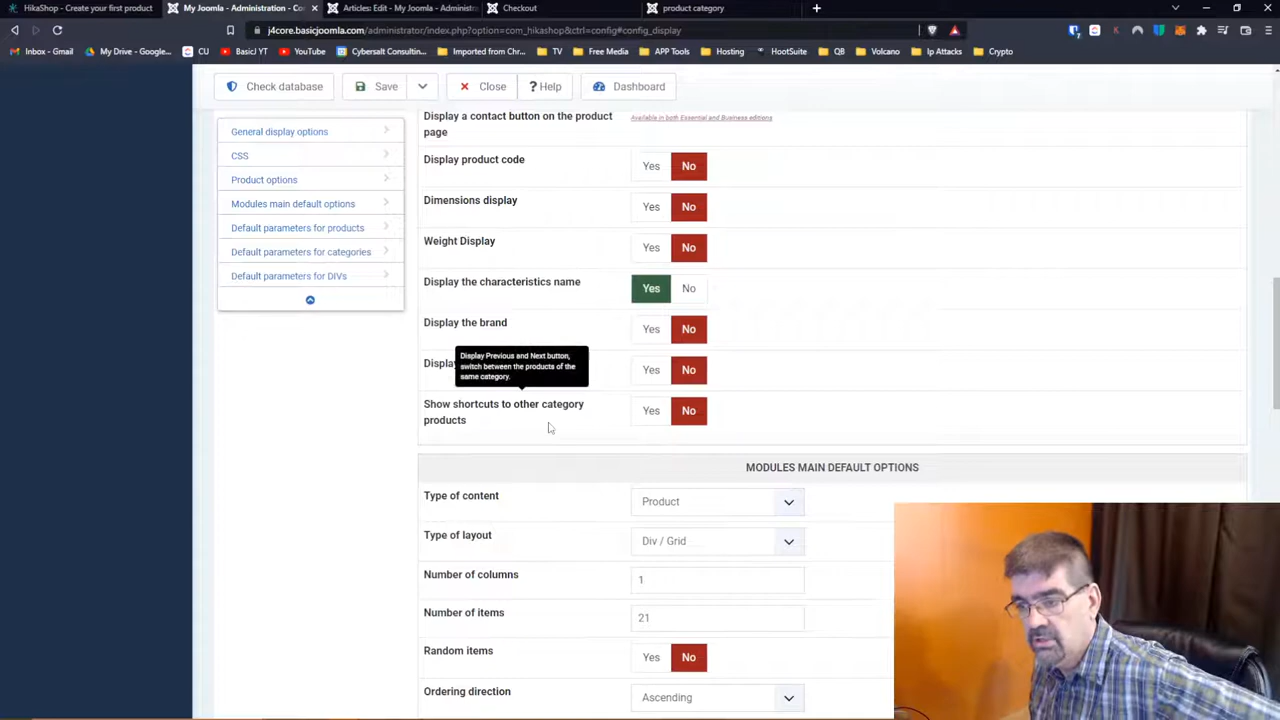 HikaShop - Create your first product
My Joomla - Administration - Co
Articles: Edit - My Joomla - Administ
Checkout
product category
j4core.basicjoomla.com/administrator/index.php?option=com_hikashop&ctrl=config#config_display
Inbox - Gmail
My Drive - Google...
CU
BasicJ YT
YouTube
Cybersalt Consulting...
Imported from Chr...
TV
Free Media
APP Tools
Hosting
HootSuite
QB
Volcano
Ip Attacks
Crypto
Check database
Save
Close
? Help
Dashboard
General display options
CSS
Product options
Modules main default options
Default parameters for products
Default parameters for categories
Default parameters for DIVs
Display a contact button on the product
page
Available in both Essential and Business editions
Display product code
Yes No
Dimensions display
Yes No
Weight Display
Yes No
Display the characteristics name
Yes No
Display the brand
Yes No
Display Previous and Next button,
switch between the products of the
same category.
Displa
Yes No
Show shortcuts to other category
products
Yes No
MODULES MAIN DEFAULT OPTIONS
Type of content
Product
Type of layout
Div / Grid
Number of columns
1
Number of items
21
Random items
Yes No
Ordering direction
Ascending